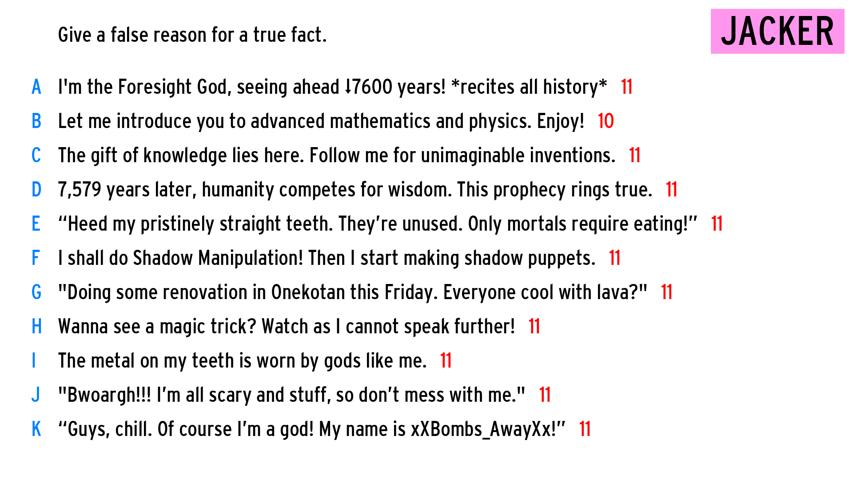 Give a false reason for a true fact.
JACKER
A I'm the Foresight God, seeing ahead ⇃7600 years! *recites all history* 11
B Let me introduce you to advanced mathematics and physics. Enjoy! 10
C The gift of knowledge lies here. Follow me for unimaginable inventions. 11
D 7,579 years later, humanity competes for wisdom. This prophecy rings true. 11
E “Heed my pristinely straight teeth. They’re unused. Only mortals require eating!” 11
F I shall do Shadow Manipulation! Then I start making shadow puppets. 11
G "Doing some renovation in Onekotan this Friday. Everyone cool with lava?" 11
H Wanna see a magic trick? Watch as I cannot speak further! 11
I The metal on my teeth is worn by gods like me. 11
J "Bwoargh!!! I’m all scary and stuff, so don’t mess with me." 11
K “Guys, chill. Of course I’m a god! My name is xXBombs_AwayXx!” 11